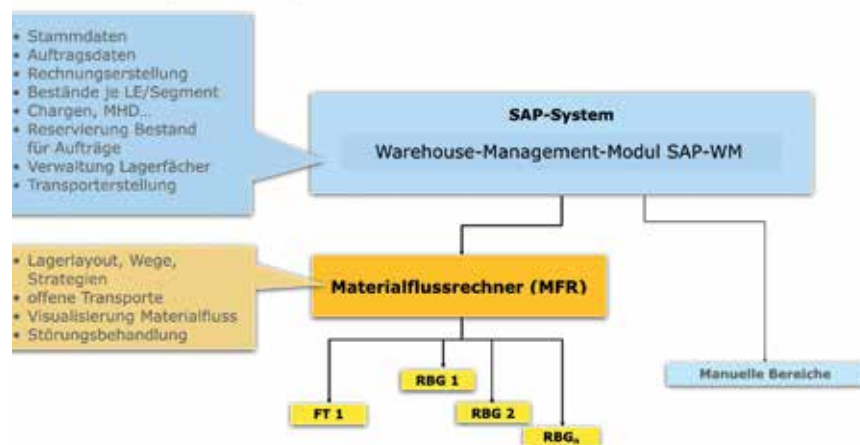 • Stammdaten
• Auftragsdaten
• Rechnungserstellung
• Bestände je LE/Segment
• Chargen, MHD...
• Reservierung Bestand
für Aufträge
• Verwaltung Lagerfächer
• Transporterstellung
SAP-System
Warehouse-Management-Modul SAP-WM
• Lagerlayout, Wege,
Strategien
• offene Transporte
• Visualisierung Materialfluss
• Störungsbehandlung
Materialflussrechner (MFR)
Manuelle Bereiche
RBG 1
FT 1
RBG 2
RBGn